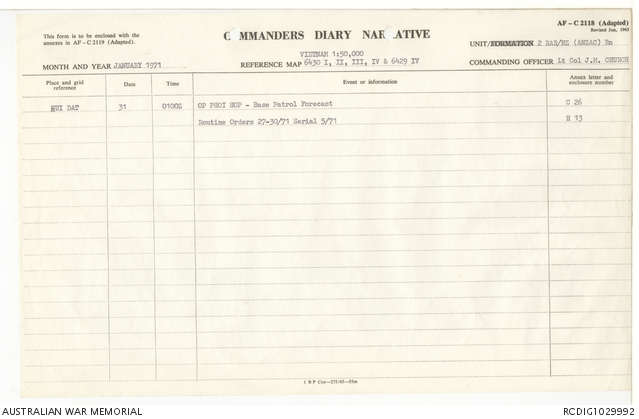 AF – C 2118 (Adapted)
Revised Jun, 1965
This form is to be enclosed with the
annexes in AF – C 2119 (Adapted).
COMMANDERS DIARY NARRATIVE
UNIT/FORMATION 2 RAR/NZ (ANZAC) Bn
VIETNAM 1:50,000
MONTH AND YEAR JANUARY 1971
REFERENCE MAP 6430 I, II, III, IV & 6429 IV
COMMANDING OFFICER Lt Col J.M. CHURCH
Place and grid reference
Date
Time
Event or information
Annex letter and enclosure number
NUI DAT 31 0100Z OP PHOI HOP - Base Patrol Forecast C 26
Routine Orders 27-30/71 Serial 5/71 H 13
AUSTRALIAN WAR MEMORIAL
RCDIG1029992